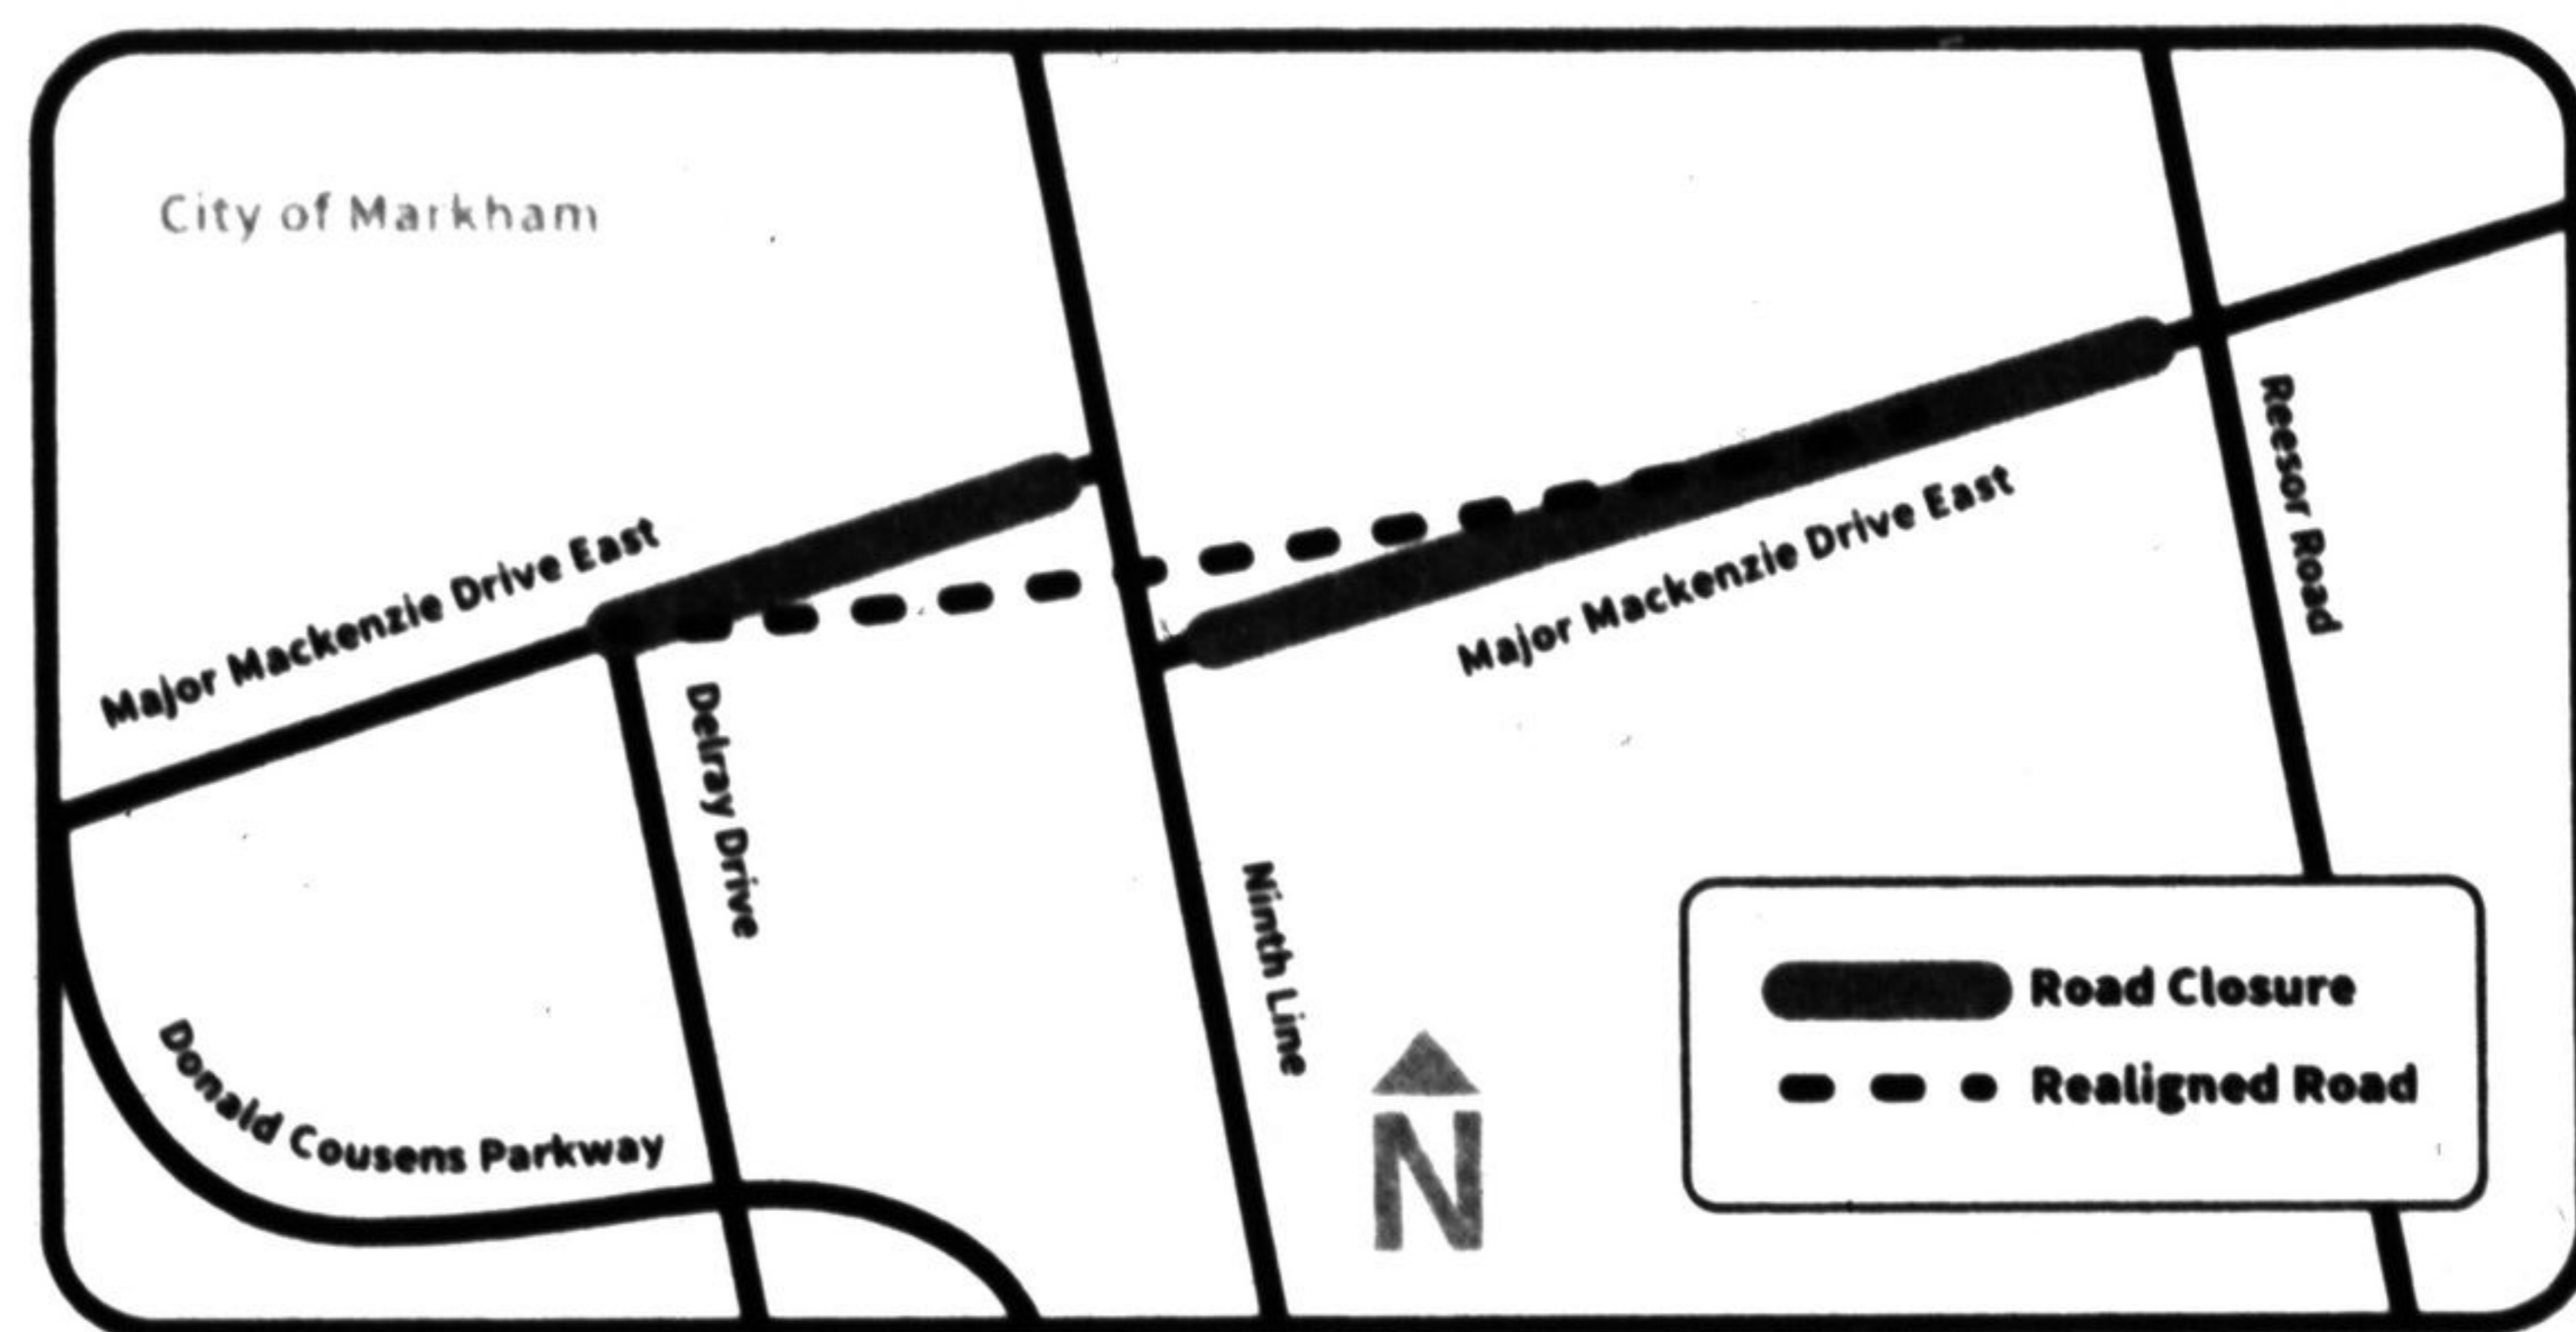 City of Markham
Major Mackenzie Drive East
Major Mackenzie Drive East
Reesor Road
Delray Drive
Ninth Line
Donald Cousens Parkway
N
Road Closure
Realigned Road